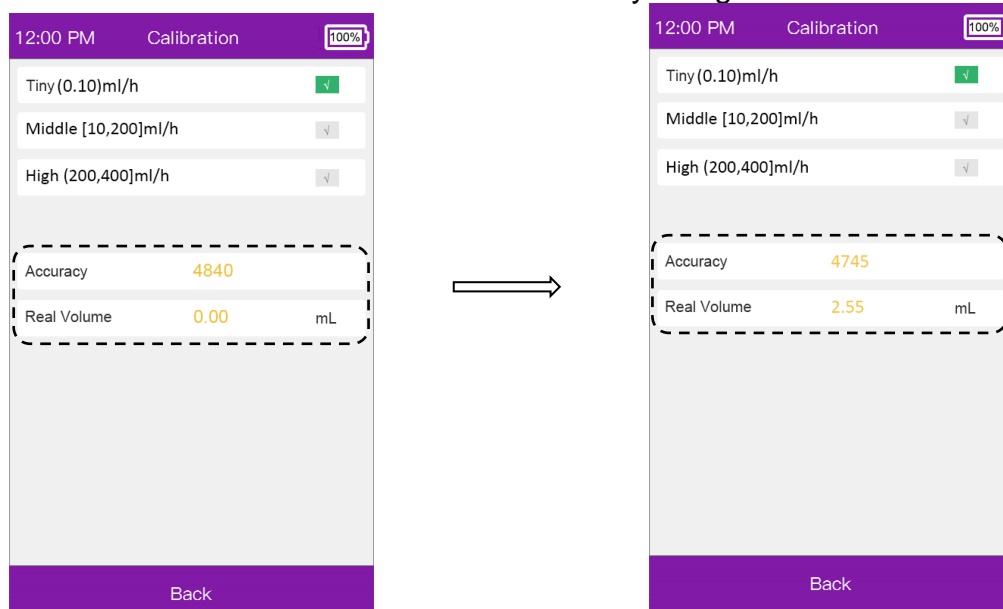 12:00 PM Calibration 100%
Tiny (0.10)ml/h √
Middle [10,200]ml/h √
High (200,400]ml/h √
Accuracy 4840
Real Volume 0.00 mL
Back
12:00 PM Calibration 100%
Tiny (0.10)ml/h √
Middle [10,200]ml/h √
High (200,400]ml/h √
Accuracy 4745
Real Volume 2.55 mL
Back